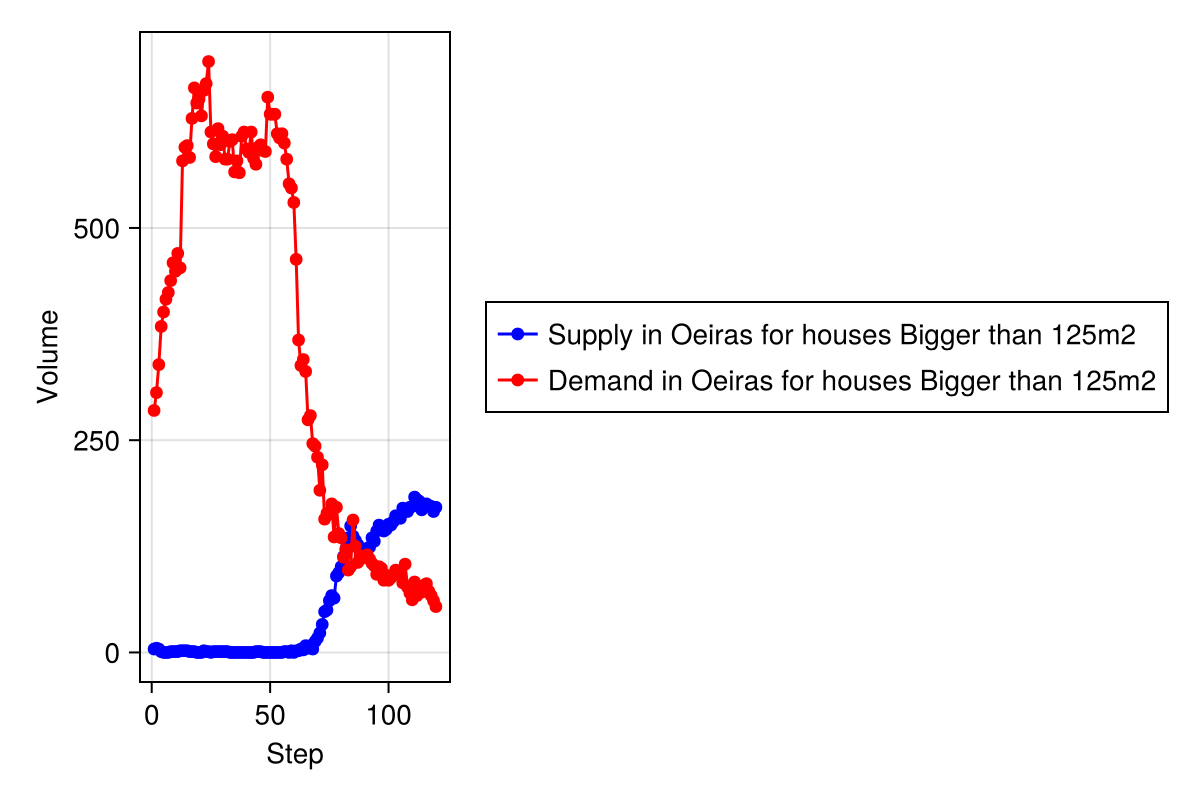 Volume
500
250
0
0 50 100
Step
Supply in Oeiras for houses Bigger than 125m2
Demand in Oeiras for houses Bigger than 125m2